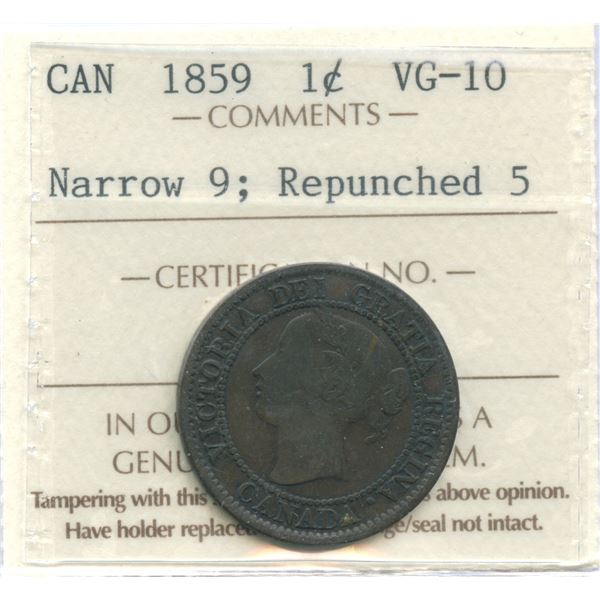 CAN 1859 1¢ VG-10
— COMMENTS —
Narrow 9; Repunched 5
— CERTIFIC N NO. —
VICTORIA DEI GRATIA REGINA.
CANADA
IN OU S A
GENU M.
Tampering with this above opinion.
Have holder replaced ge/seal not intact.